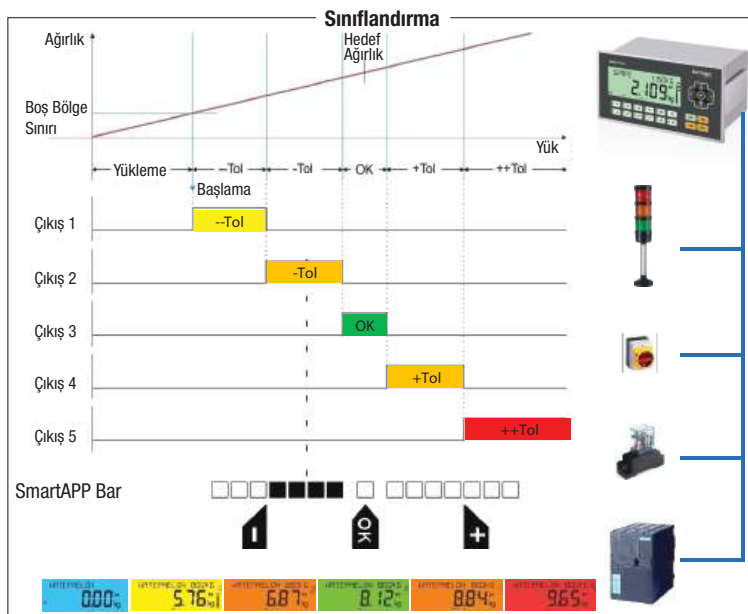 Sınıflandırma
Ağırlık
Hedef
Ağırlık
Boş Bölge
Sınırı
Yük
Yükleme
--Tol
-Tol
OK
+Tol
++Tol
Başlama
Çıkış 1
--Tol
Çıkış 2
-Tol
Çıkış 3
OK
Çıkış 4
+Tol
Çıkış 5
++Tol
SmartAPP Bar
-
OK
+
2.109
0.00
5.76
6.87
8.12
8.84
9.65